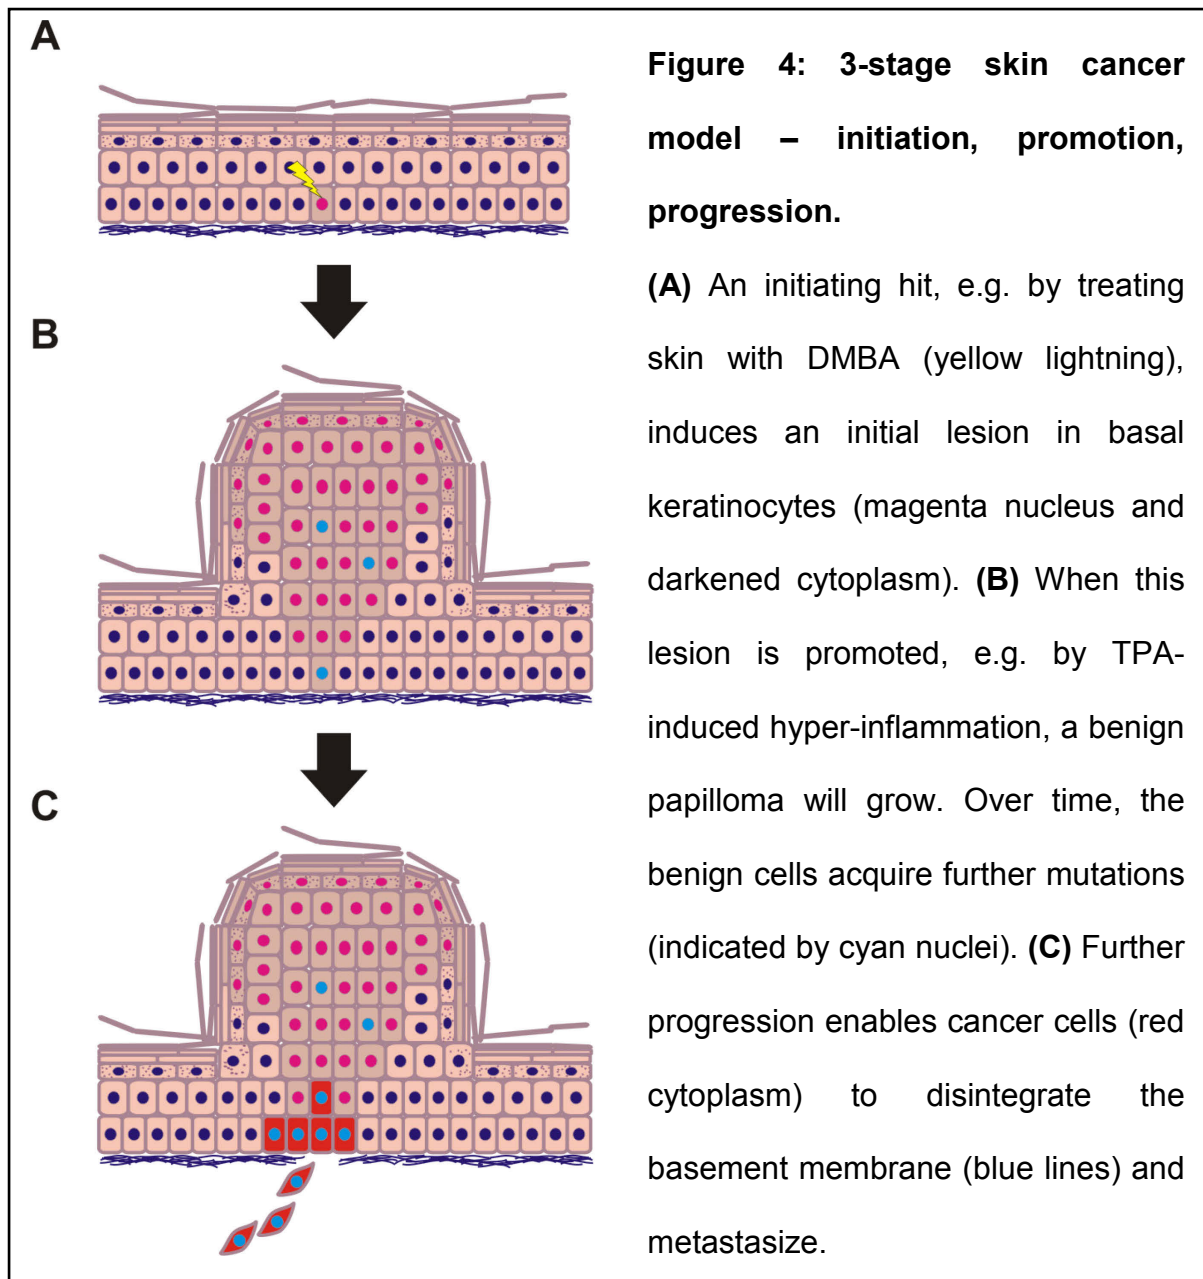 A
B
C
Figure 4: 3-stage skin cancer
model – initiation, promotion,
progression.
(A) An initiating hit, e.g. by treating
skin with DMBA (yellow lightning),
induces an initial lesion in basal
keratinocytes (magenta nucleus and
darkened cytoplasm). (B) When this
lesion is promoted, e.g. by TPA-
induced hyper-inflammation, a benign
papilloma will grow. Over time, the
benign cells acquire further mutations
(indicated by cyan nuclei). (C) Further
progression enables cancer cells (red
cytoplasm) to disintegrate the
basement membrane (blue lines) and
metastasize.